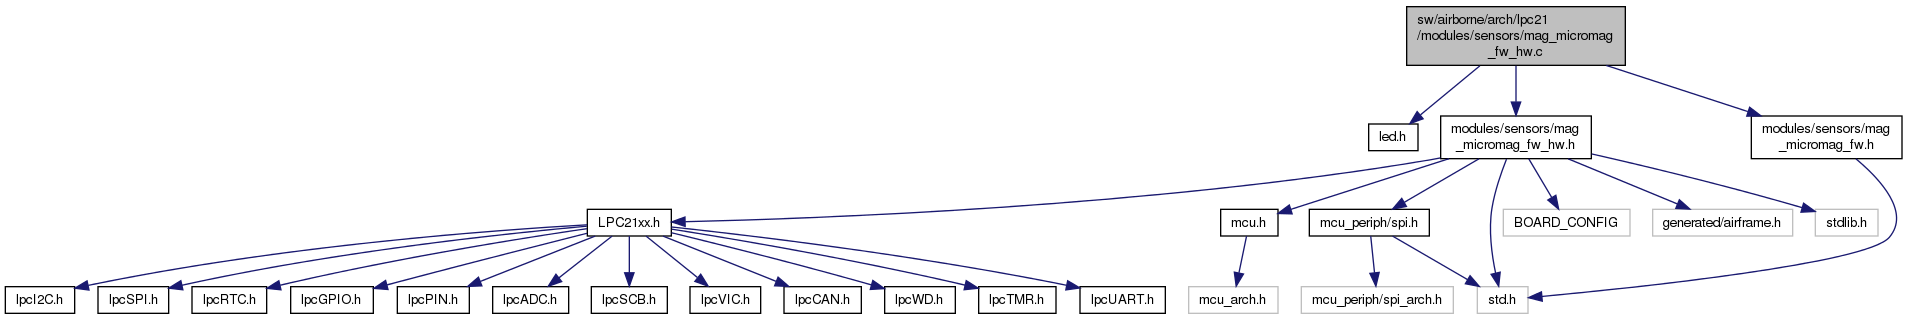 sw/airborne/arch/lpc21
/modules/sensors/mag_micromag
_fw_hw.c
led.h
modules/sensors/mag
_micromag_fw_hw.h
modules/sensors/mag
_micromag_fw.h
LPC21xx.h
mcu.h
mcu_periph/spi.h
BOARD_CONFIG
generated/airframe.h
stdlib.h
lpcI2C.h
lpcSPI.h
lpcRTC.h
lpcGPIO.h
lpcPIN.h
lpcADC.h
lpcSCB.h
lpcVIC.h
lpcCAN.h
lpcWD.h
lpcTMR.h
lpcUART.h
mcu_arch.h
mcu_periph/spi_arch.h
std.h